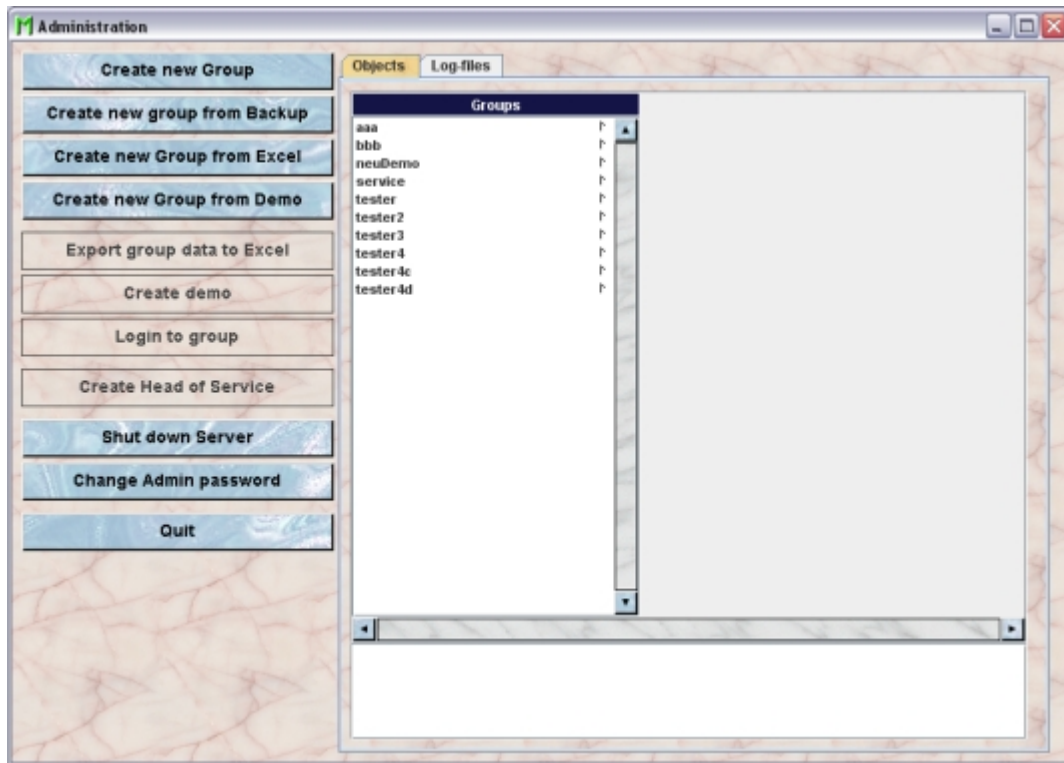 Administration
Create new Group
Create new group from Backup
Create new Group from Excel
Create new Group from Demo
Export group data to Excel
Create demo
Login to group
Create Head of Service
Shut down Server
Change Admin password
Quit
Objects
Log-files
Groups
aaa
bbb
neuDemo
service
tester
tester2
tester3
tester4
tester4c
tester4d